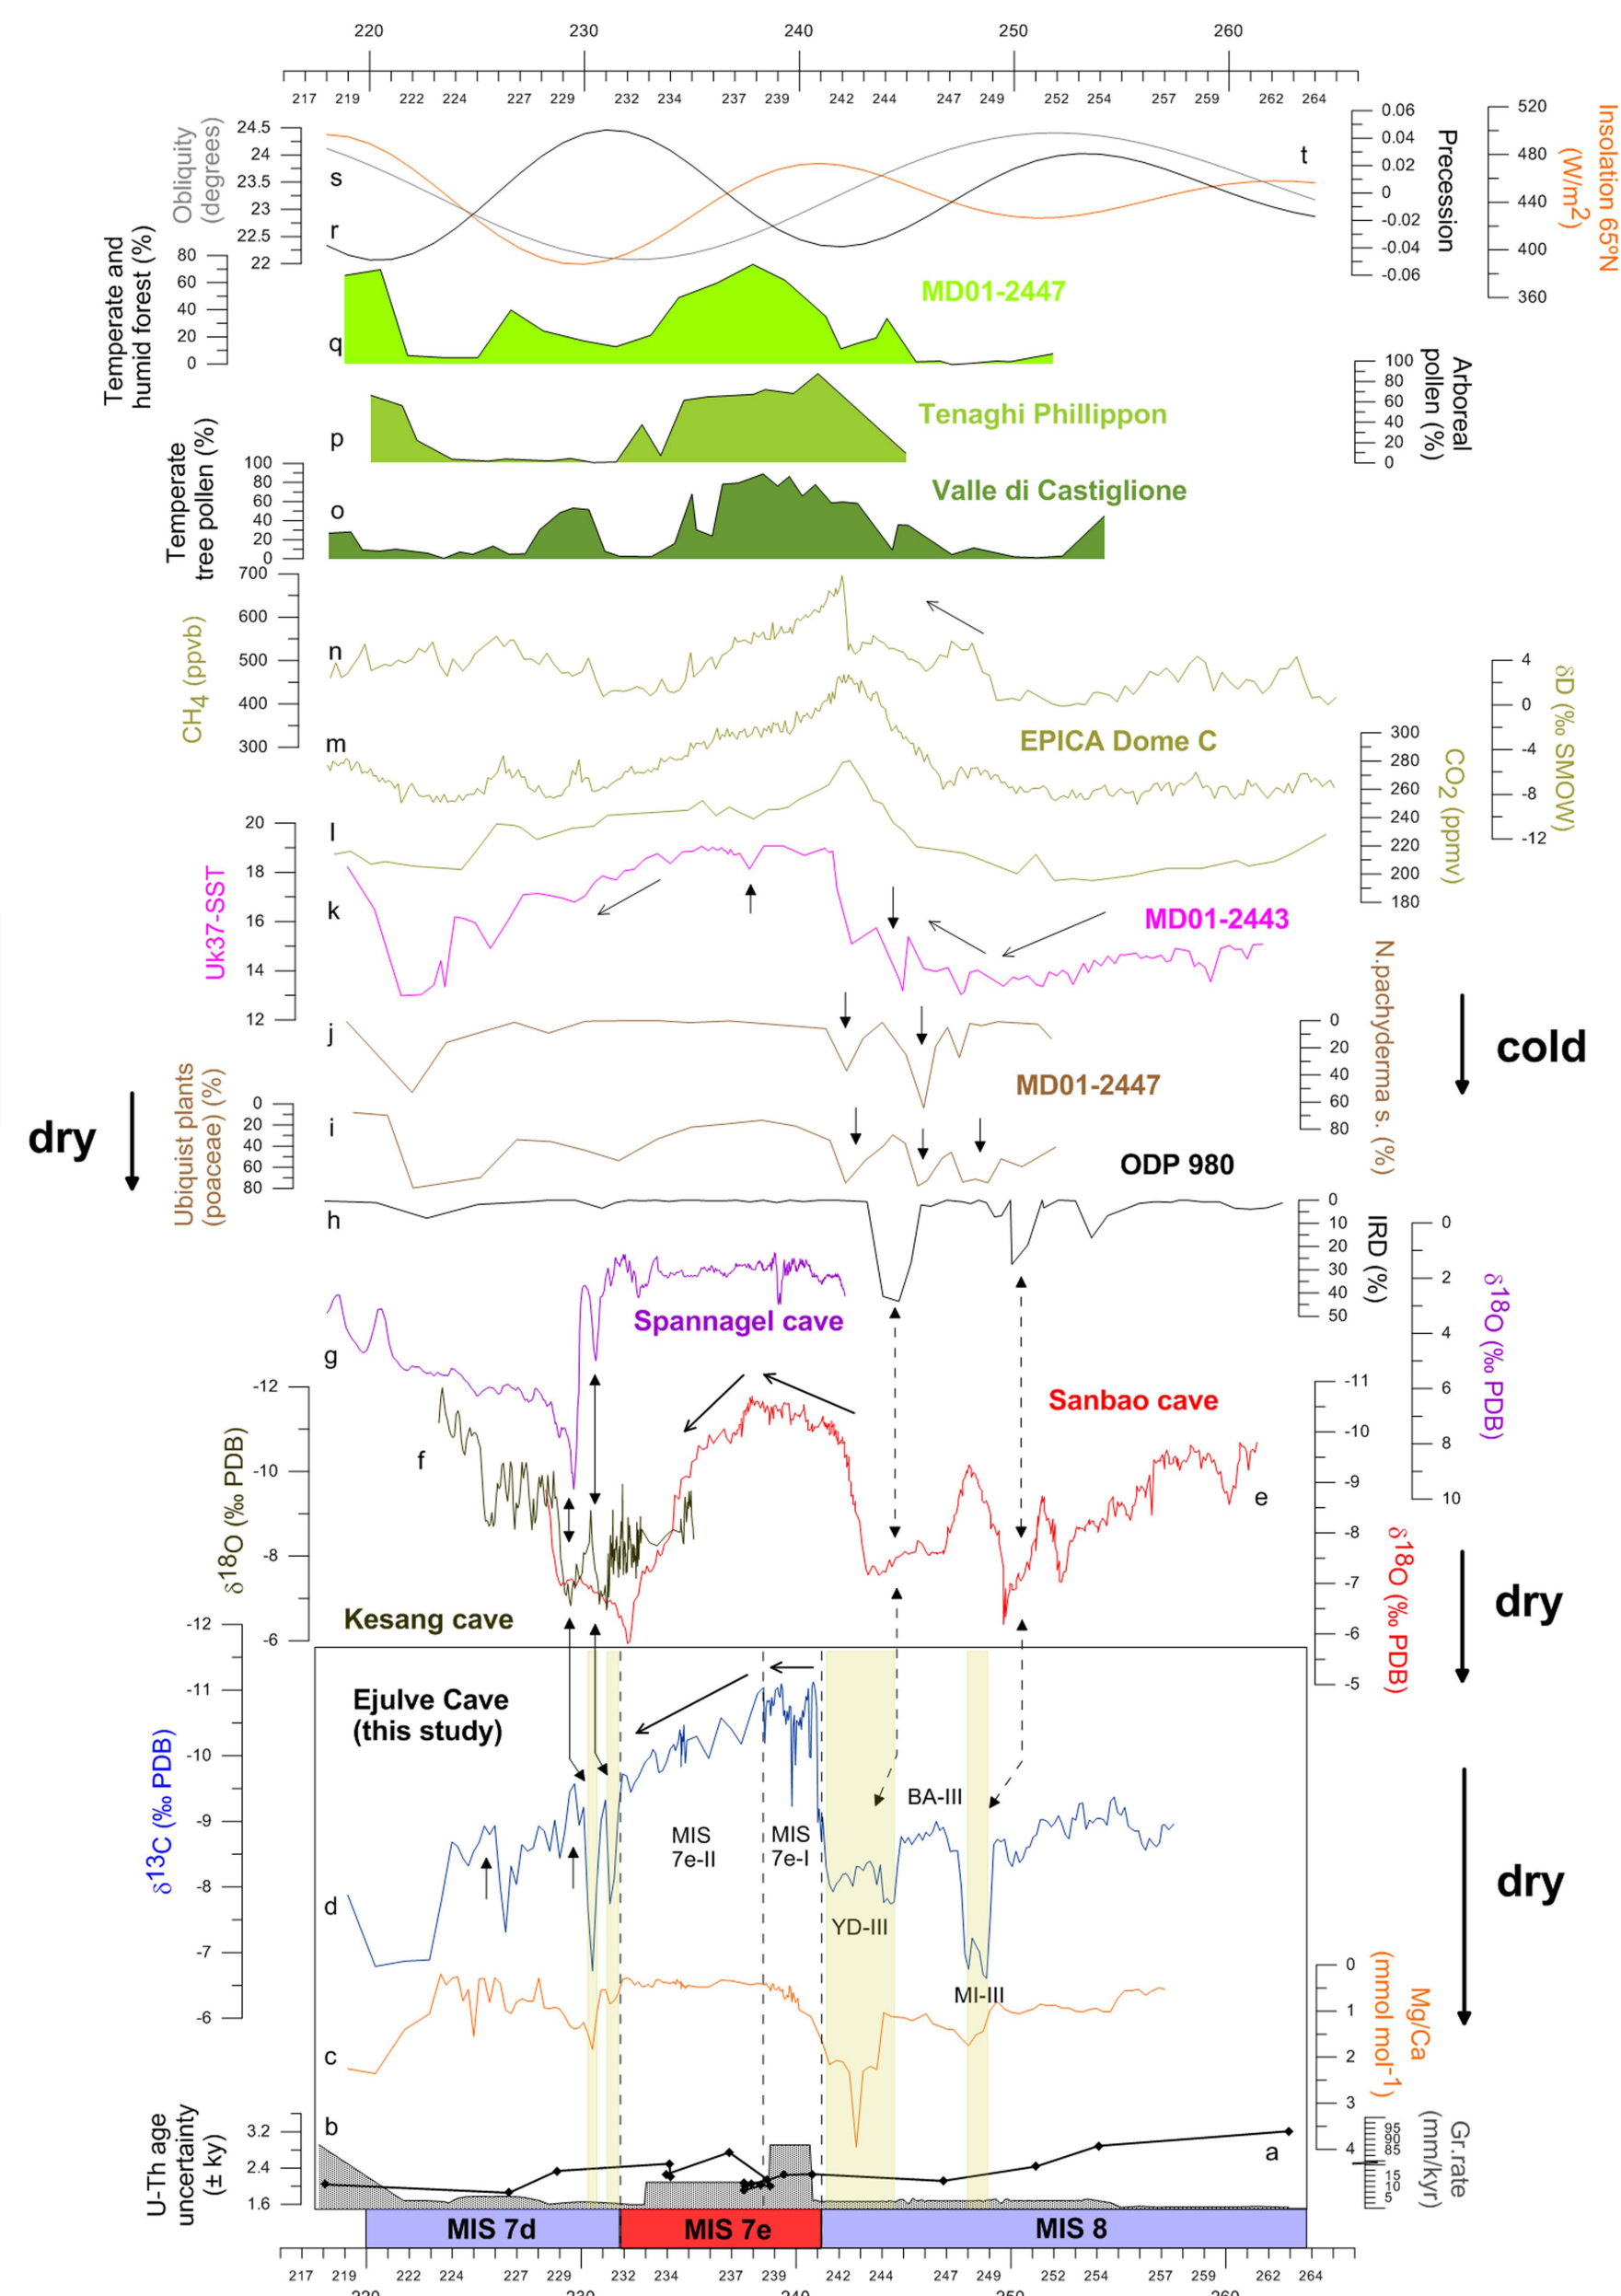 220 230 240 250 260
217 219 222 224 227 229 232 234 237 239 242 244 247 249 252 254 257 259 262 264
Obliquity
(degrees)
24.5
24
23.5
23
22.5
22
s
r
t
0.06
0.04
0.02
0
-0.02
-0.04
-0.06
Precession
520
480
440
400
360
Insolation 65ºN
(W/m2)
Temperate and
humid forest (%)
80
60
40
20
0
q
MD01-2447
p
Tenaghi Phillippon
100
80
60
40
20
0
Arboreal
pollen (%)
Temperate
tree pollen (%)
100
80
60
40
20
0
o
Valle di Castiglione
CH4 (ppvb)
700
600
500
400
300
n
m
EPICA Dome C
4
0
-4
-8
-12
δD (‰ SMOW)
300
280
260
240
220
200
180
CO2 (ppmv)
l
Uk37-SST
20
18
16
14
12
k
MD01-2443
j
0
20
40
60
80
N.pachyderma s. (%)
cold
MD01-2447
dry
Ubiquist plants
(poaceae) (%)
0
20
40
60
80
i
ODP 980
h
0
10
20
30
40
50
IRD (%)
0
2
4
6
8
10
δ18O (‰ PDB)
Spannagel cave
g
-12
-10
-8
-6
δ18O (‰ PDB)
f
Sanbao cave
e
-11
-10
-9
-8
-7
-6
-5
δ18O (‰ PDB)
dry
Kesang cave
Ejulve Cave
(this study)
-12
-11
-10
-9
-8
-7
-6
δ13C (‰ PDB)
d
MIS
7e-II
MIS
7e-I
BA-III
YD-III
MI-III
dry
c
0
1
2
3
4
Mg/Ca
(mmol mol-1)
U-Th age
uncertainty
(± ky)
3.2
2.4
1.6
b
a
95
90
85
15
10
5
Gr.rate
(mm/kyr)
MIS 7d MIS 7e MIS 8
217 219 222 224 227 229 232 234 237 239 242 244 247 249 252 254 257 259 262 264
220 230 240 250 260